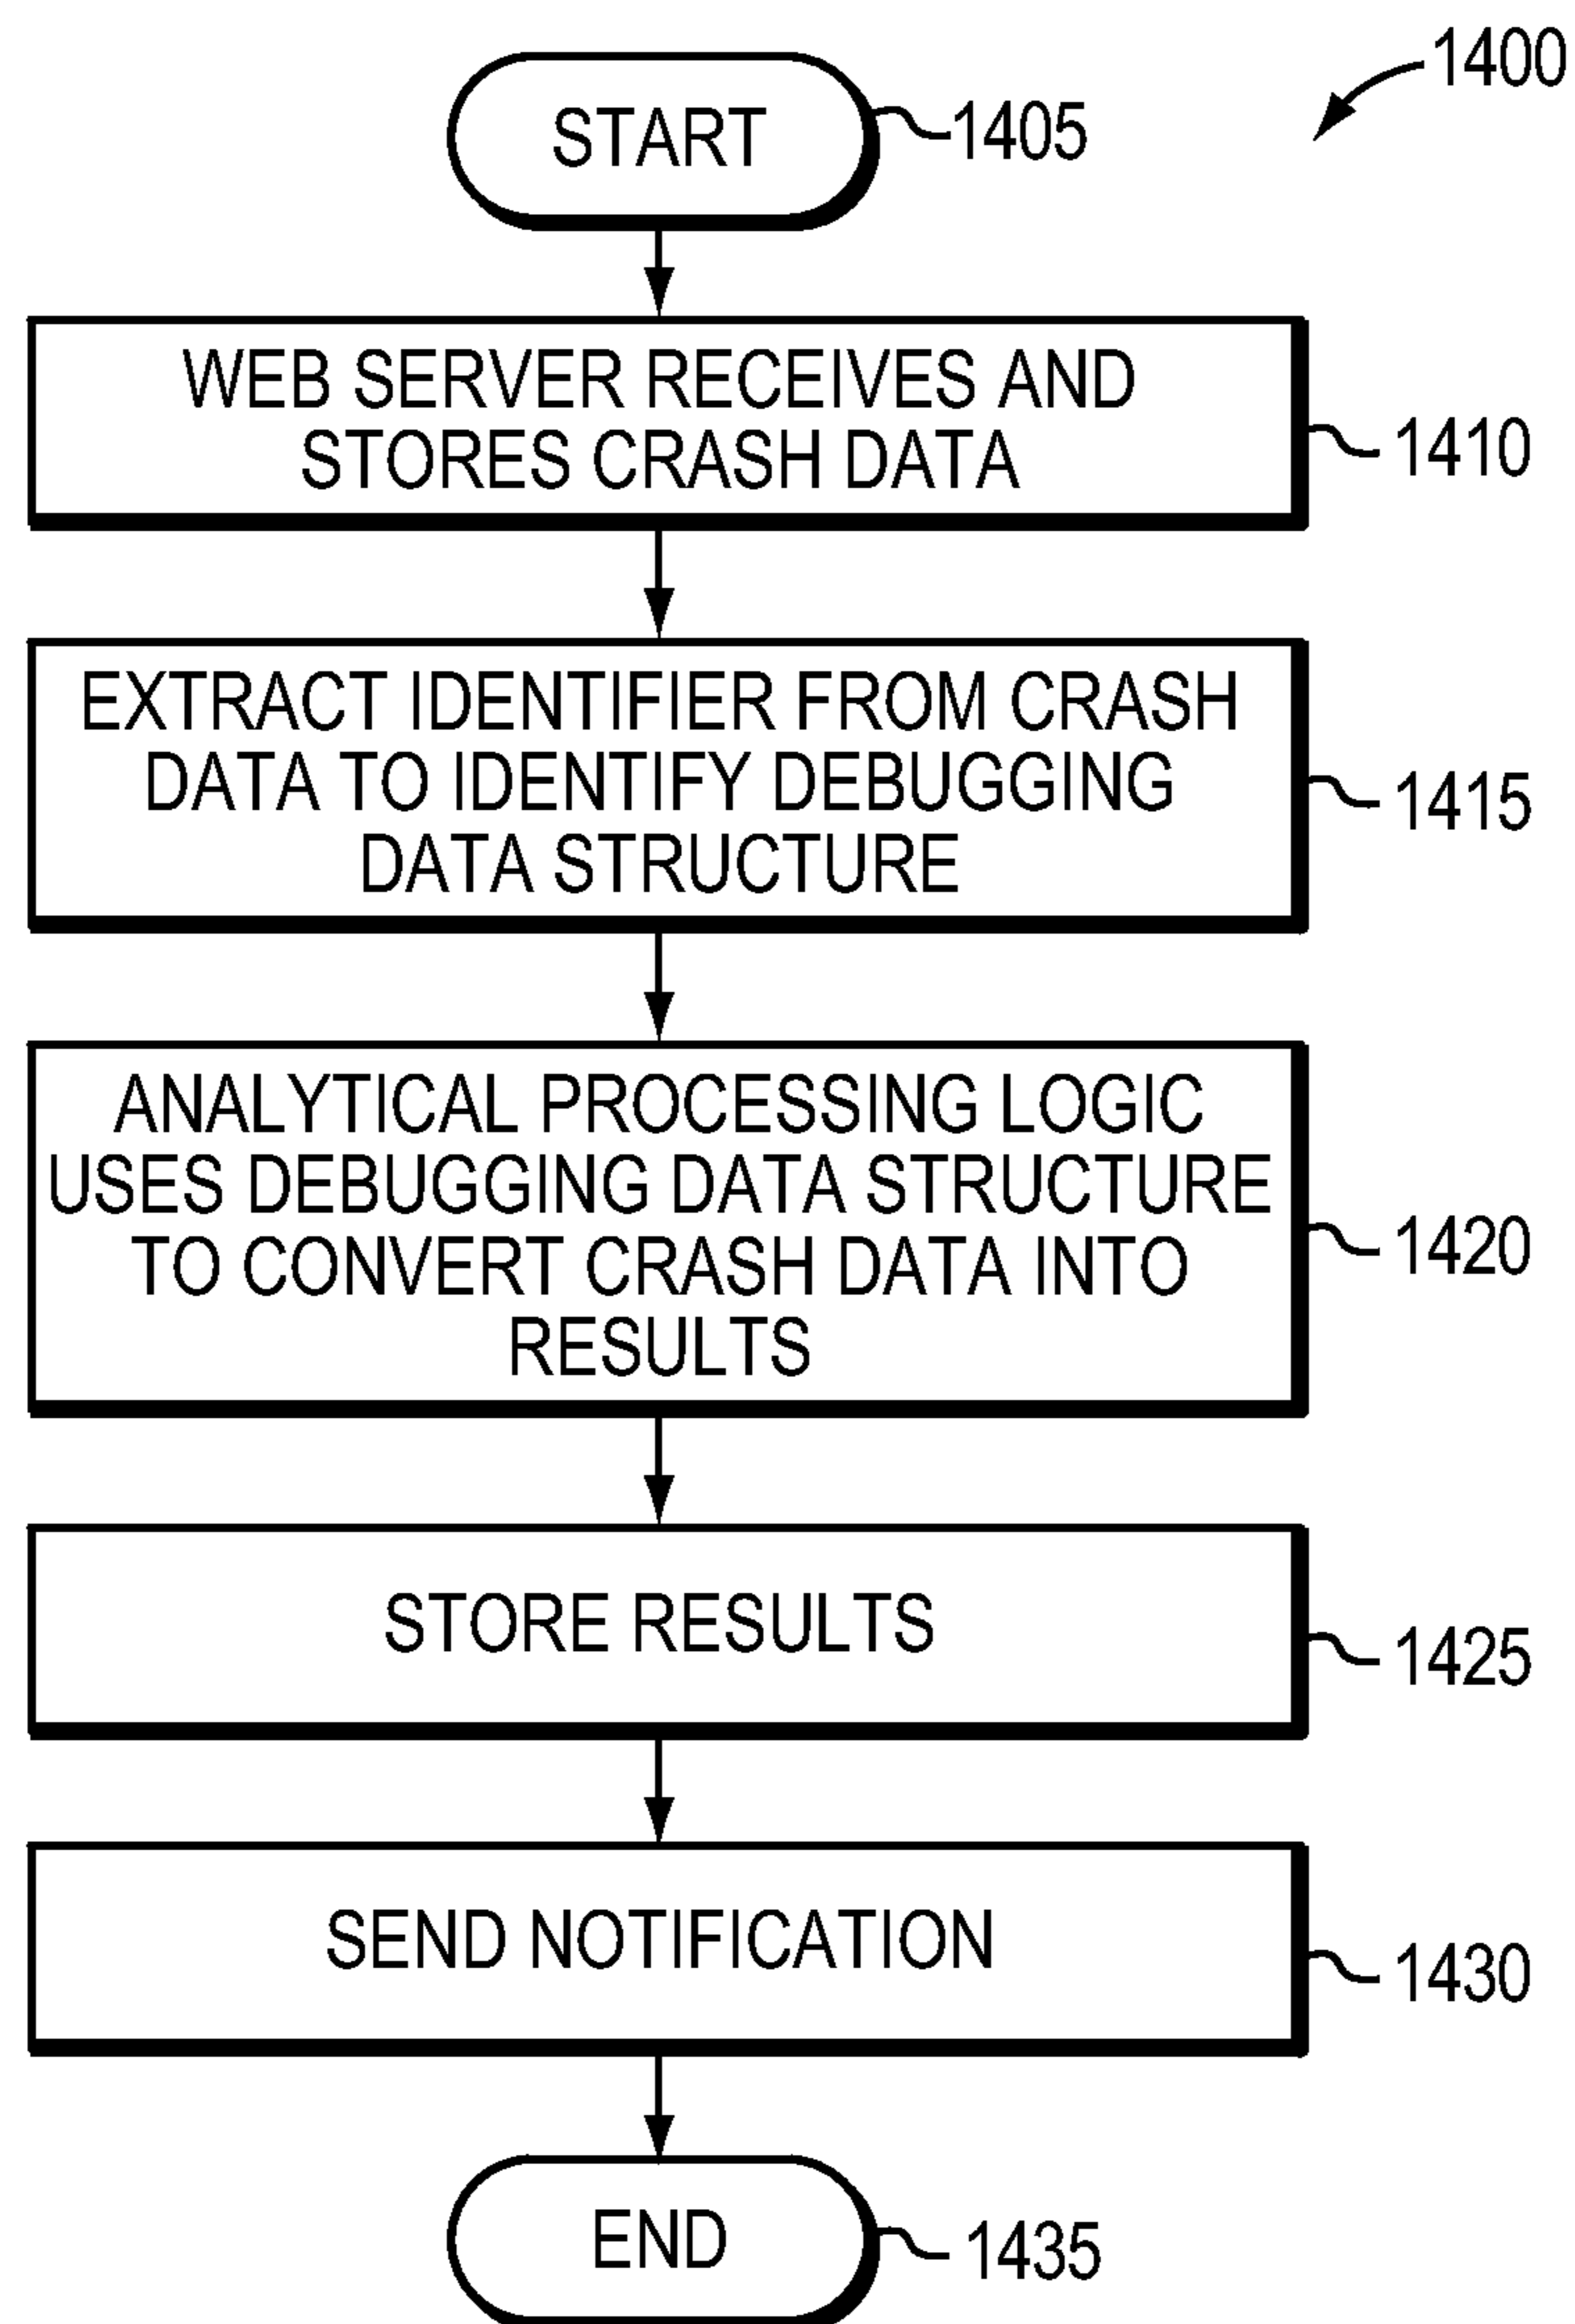 1400
START
1405
WEB SERVER RECEIVES AND
STORES CRASH DATA
1410
EXTRACT IDENTIFIER FROM CRASH
DATA TO IDENTIFY DEBUGGING
DATA STRUCTURE
1415
ANALYTICAL PROCESSING LOGIC
USES DEBUGGING DATA STRUCTURE
TO CONVERT CRASH DATA INTO
RESULTS
1420
STORE RESULTS
1425
SEND NOTIFICATION
1430
END
1435